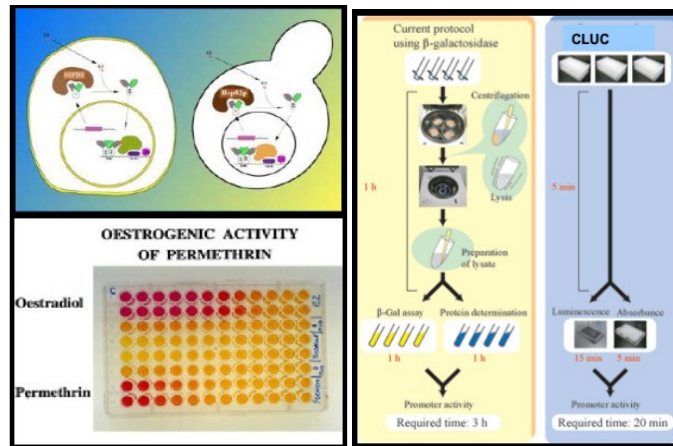 HSP90
Hsp82p
OESTROGENIC ACTIVITY
OF PERMETHRIN
Oestradiol
Permethrin
C
E2
Current protocol
using β-galactosidase
Centrifugation
1 h
Lysis
Preparation
of lysate
β-Gal assay
Protein determination
1 h
1 h
Promoter activity
Required time: 3 h
CLUC
5 min
Luminescence
Absorbance
15 min
5 min
Promoter activity
Required time: 20 min